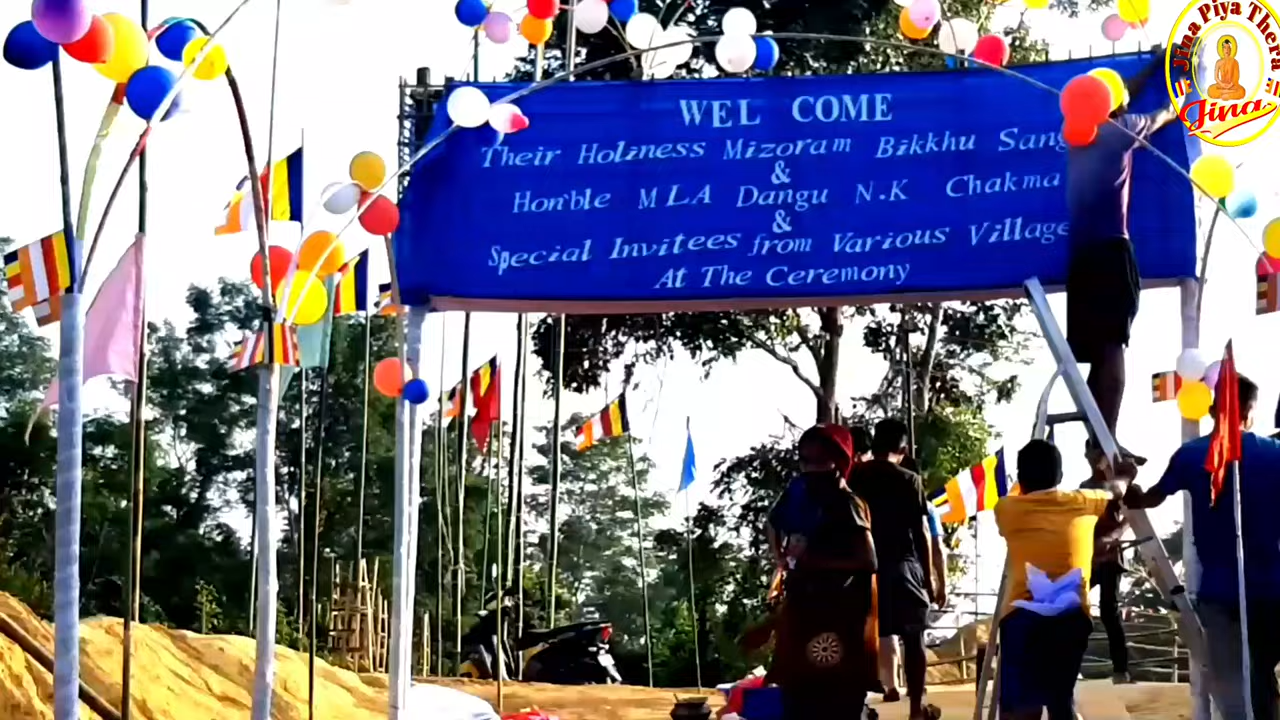 WEL COME
Their Holiness Mizoram Bikkhu Sang
&
Hon'ble MLA Dangu N.K Chakma
&
Special Invitees from Various Village
At The Ceremony
Jina Piya Thera
Jina